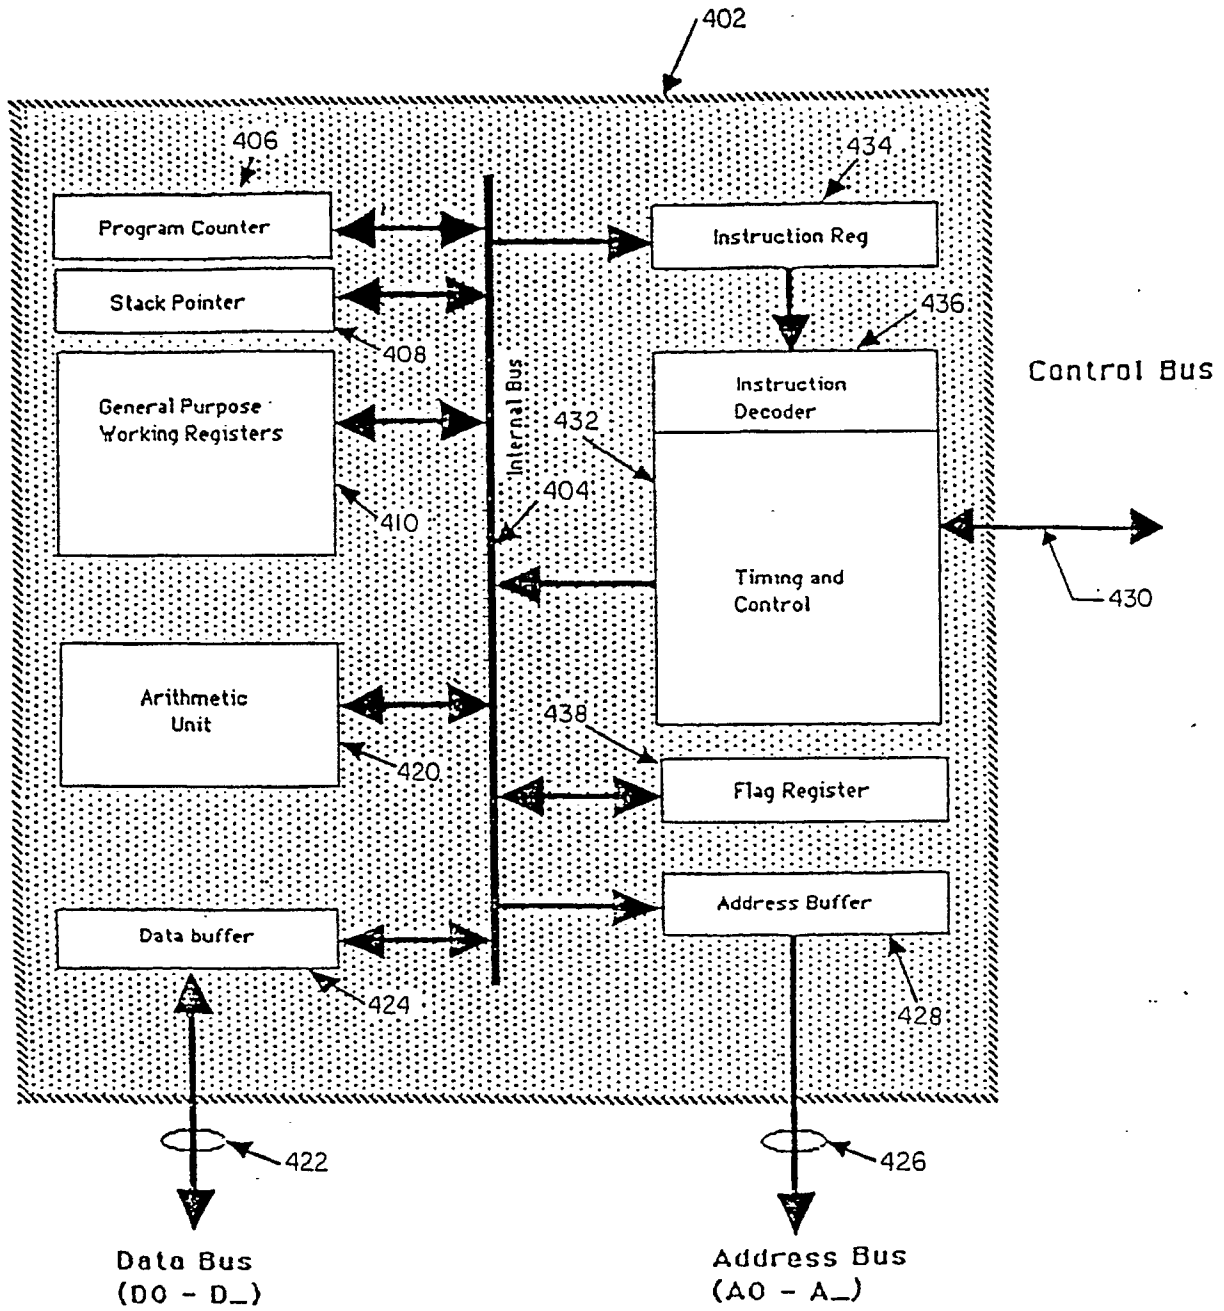 402
406
434
Program Counter
Instruction Reg
Stack Pointer
408
436
Control Bus
General Purpose
Working Registers
Internal Bus
Instruction
Decoder
432
404
410
Timing and
Control
430
Arithmetic
Unit
438
420
Flag Register
Address Buffer
Data buffer
424
428
422
426
Data Bus
(D0 - D_)
Address Bus
(A0 - A_)